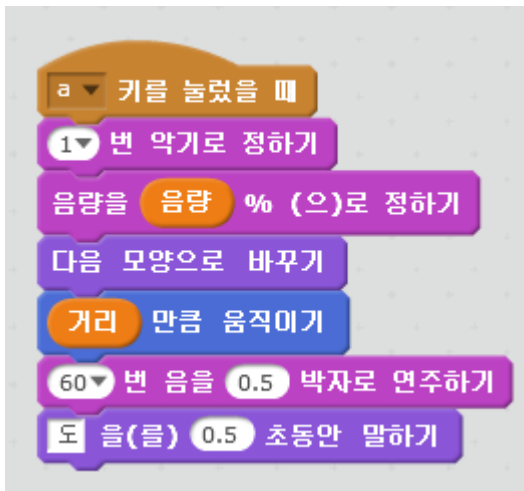 a 키를 눌렀을 때
1 번 악기로 정하기
음량을 음량 % (으)로 정하기
다음 모양으로 바꾸기
거리 만큼 움직이기
60 번 음을 0.5 박자로 연주하기
도 을(를) 0.5 초동안 말하기